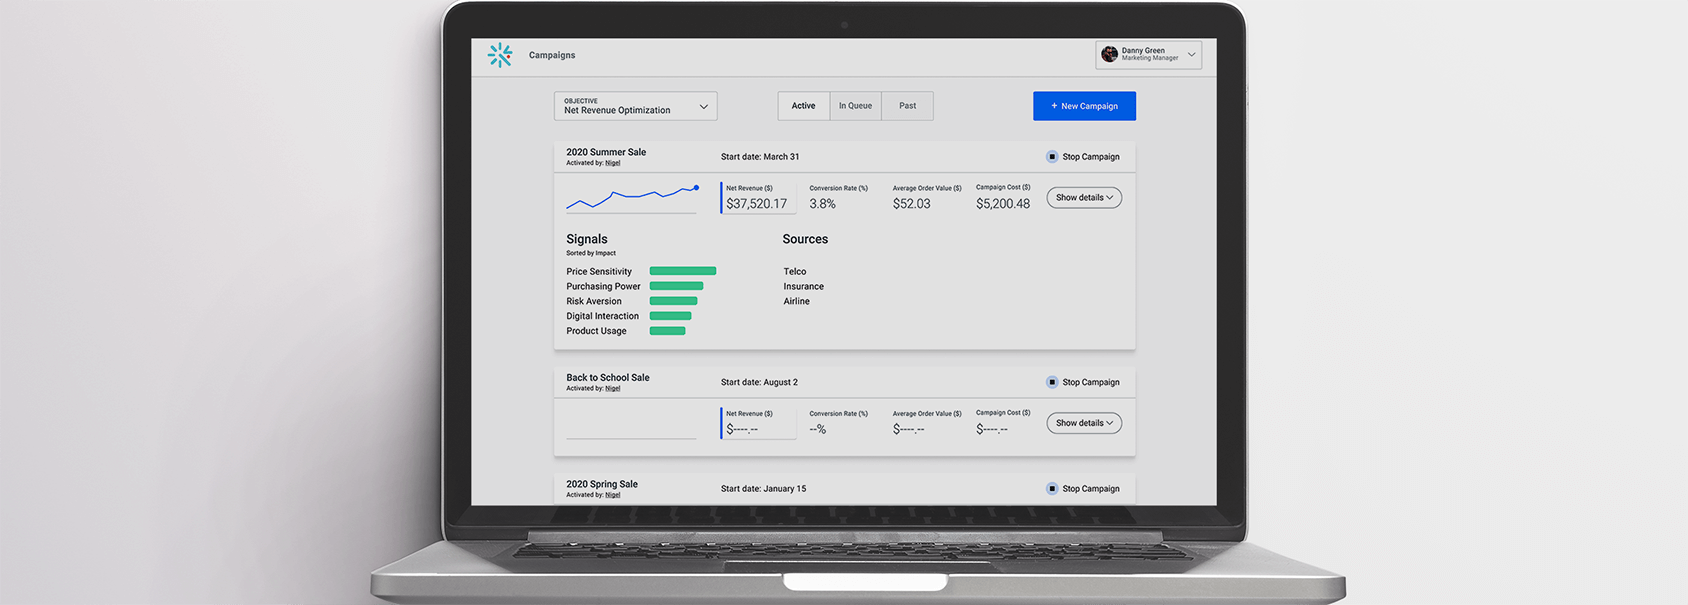 Campaigns
Danny Green
Marketing Manager
OBJECTIVE
Net Revenue Optimization
Active
In Queue
Past
+ New Campaign
2020 Summer Sale
Activated by: Nigel
Start date: March 31
Stop Campaign
Net Revenue ($)
$37,520.17
Conversion Rate (%)
3.8%
Average Order Value ($)
$52.03
Campaign Cost ($)
$5,200.48
Show details
Signals
Sorted by Impact
Price Sensitivity
Purchasing Power
Risk Aversion
Digital Interaction
Product Usage
Sources
Telco
Insurance
Airline
Back to School Sale
Activated by: Nigel
Start date: August 2
Stop Campaign
Net Revenue ($)
$----.--
Conversion Rate (%)
--%
Average Order Value ($)
$----.--
Campaign Cost ($)
$----.--
Show details
2020 Spring Sale
Activated by: Nigel
Start date: January 15
Stop Campaign